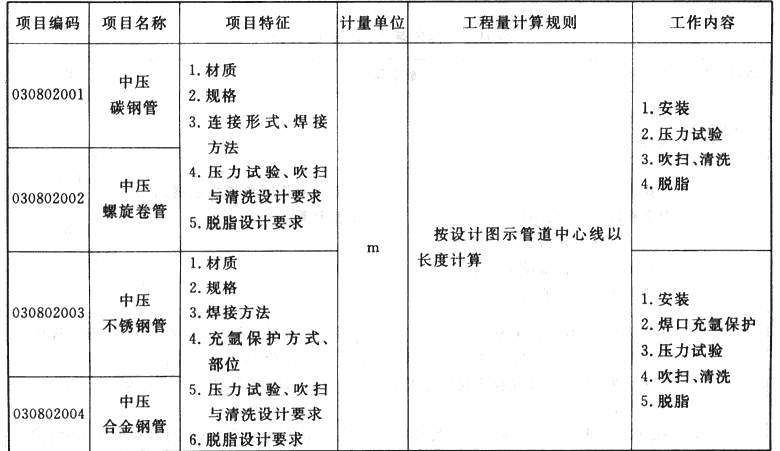 项目编码 项目名称 项目特征 计量单位 工程量计算规则 工作内容
030802001
中压
碳钢管
1.材质
2.规格
3.连接形式、焊接
方法
4.压力试验、吹扫
与清洗设计要求
5.脱脂设计要求
m
按设计图示管道中心线以
长度计算
1.安装
2.压力试验
3.吹扫、清洗
4.脱脂
030802002
中压
螺旋卷管
030802003
中压
不锈钢管
1.材质
2.规格
3.焊接方法
4.充氩保护方式、
部位
5.压力试验、吹扫
与清洗设计要求
6.脱脂设计要求
1.安装
2.焊口充氩保护
3.压力试验
4.吹扫、清洗
5.脱脂
030802004
中压
合金钢管